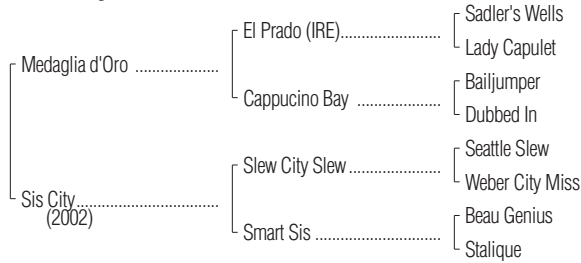 Sadler's Wells
El Prado (IRE)....................
Lady Capulet
Medaglia d'Oro ....................
Bailjumper
Cappucino Bay ....................
Dubbed In
Seattle Slew
Slew City Slew ......................
Weber City Miss
Sis City..................................
(2002)
Beau Genius
Smart Sis ..............................
Stalique